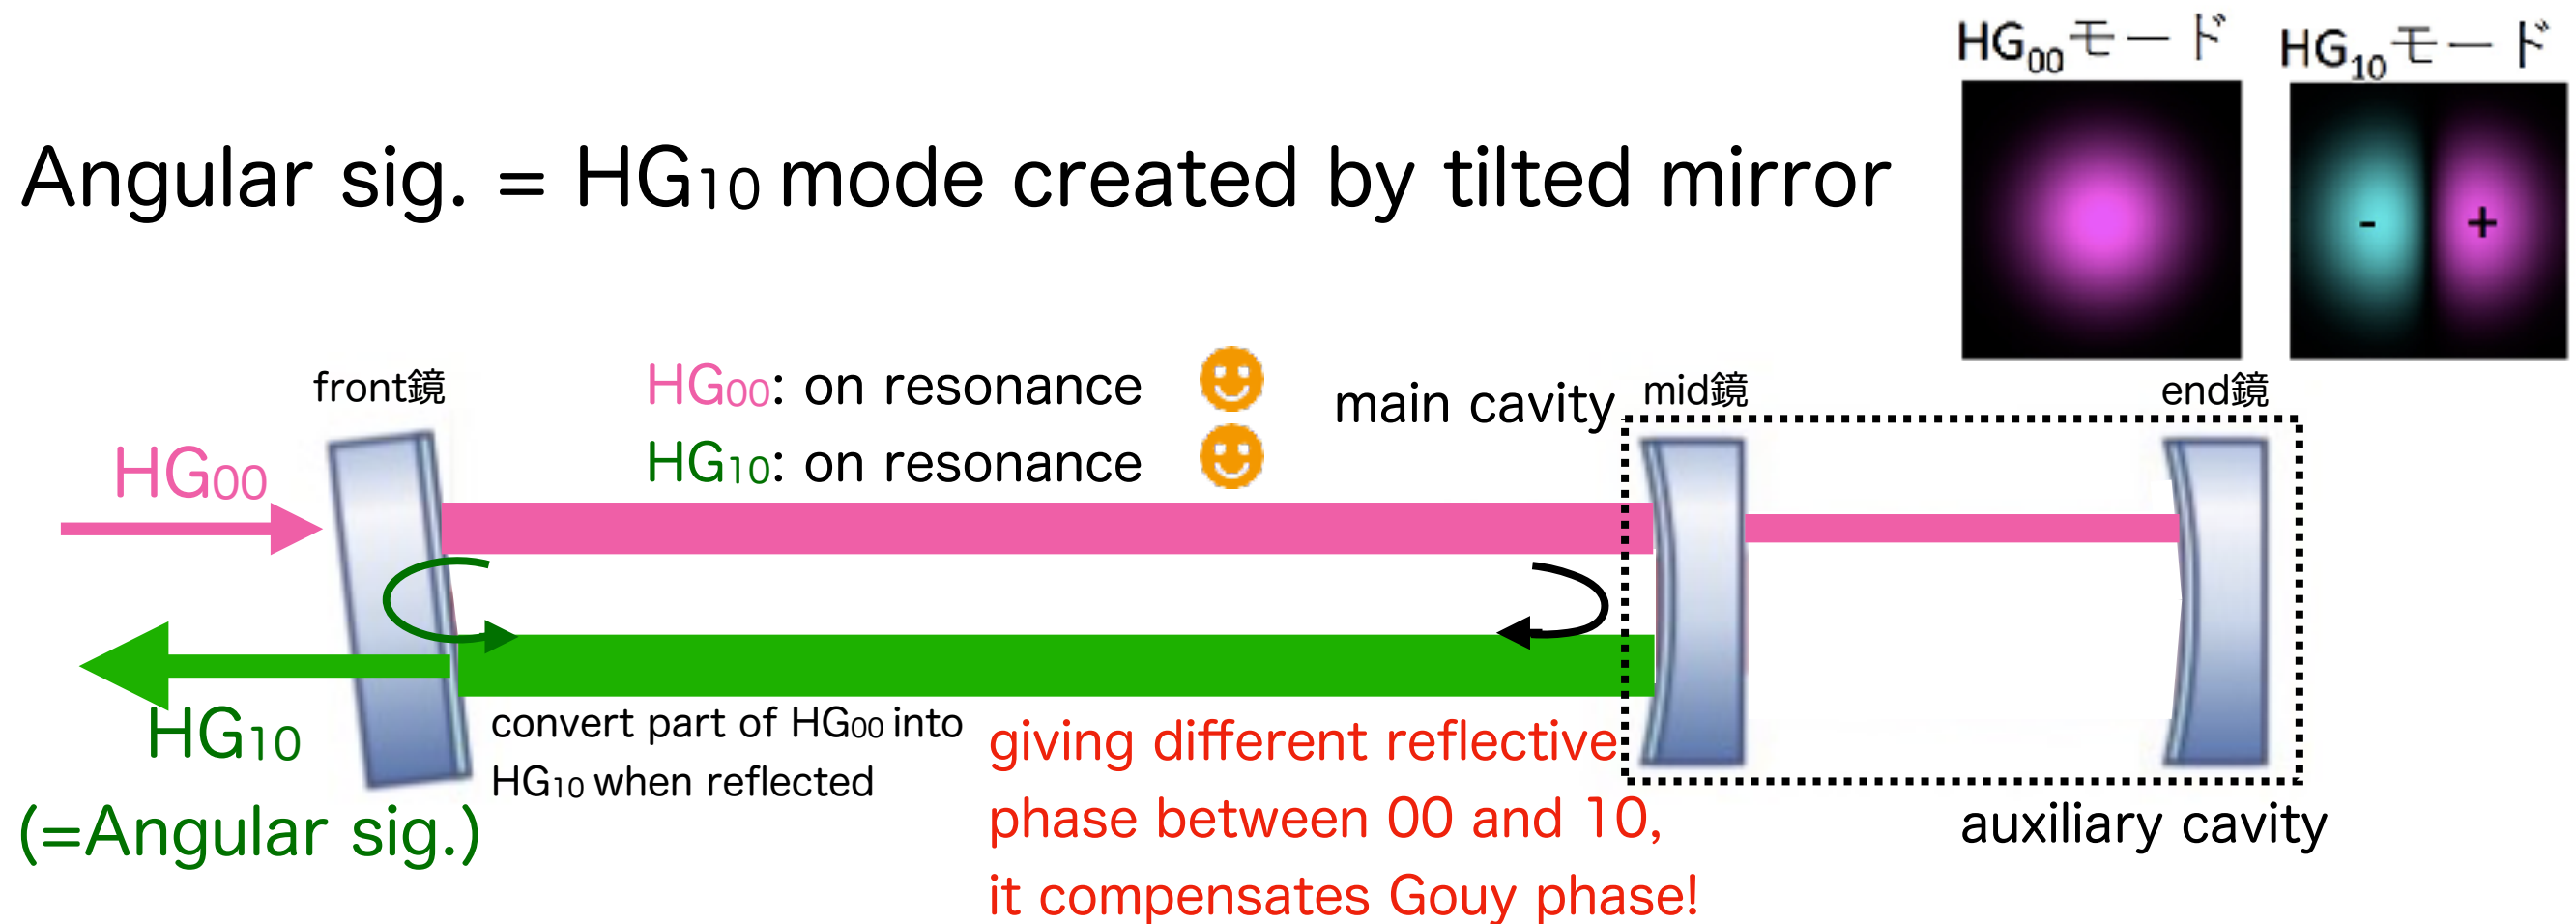 HG00モード
HG10モード
Angular sig. = HG10 mode created by tilted mirror
-
+
front鏡
HG00: on resonance
HG10: on resonance
main cavity
mid鏡
end鏡
HG00
HG10
(=Angular sig.)
convert part of HG00 into
HG10 when reflected
giving different reflective
phase between 00 and 10,
it compensates Gouy phase!
auxiliary cavity